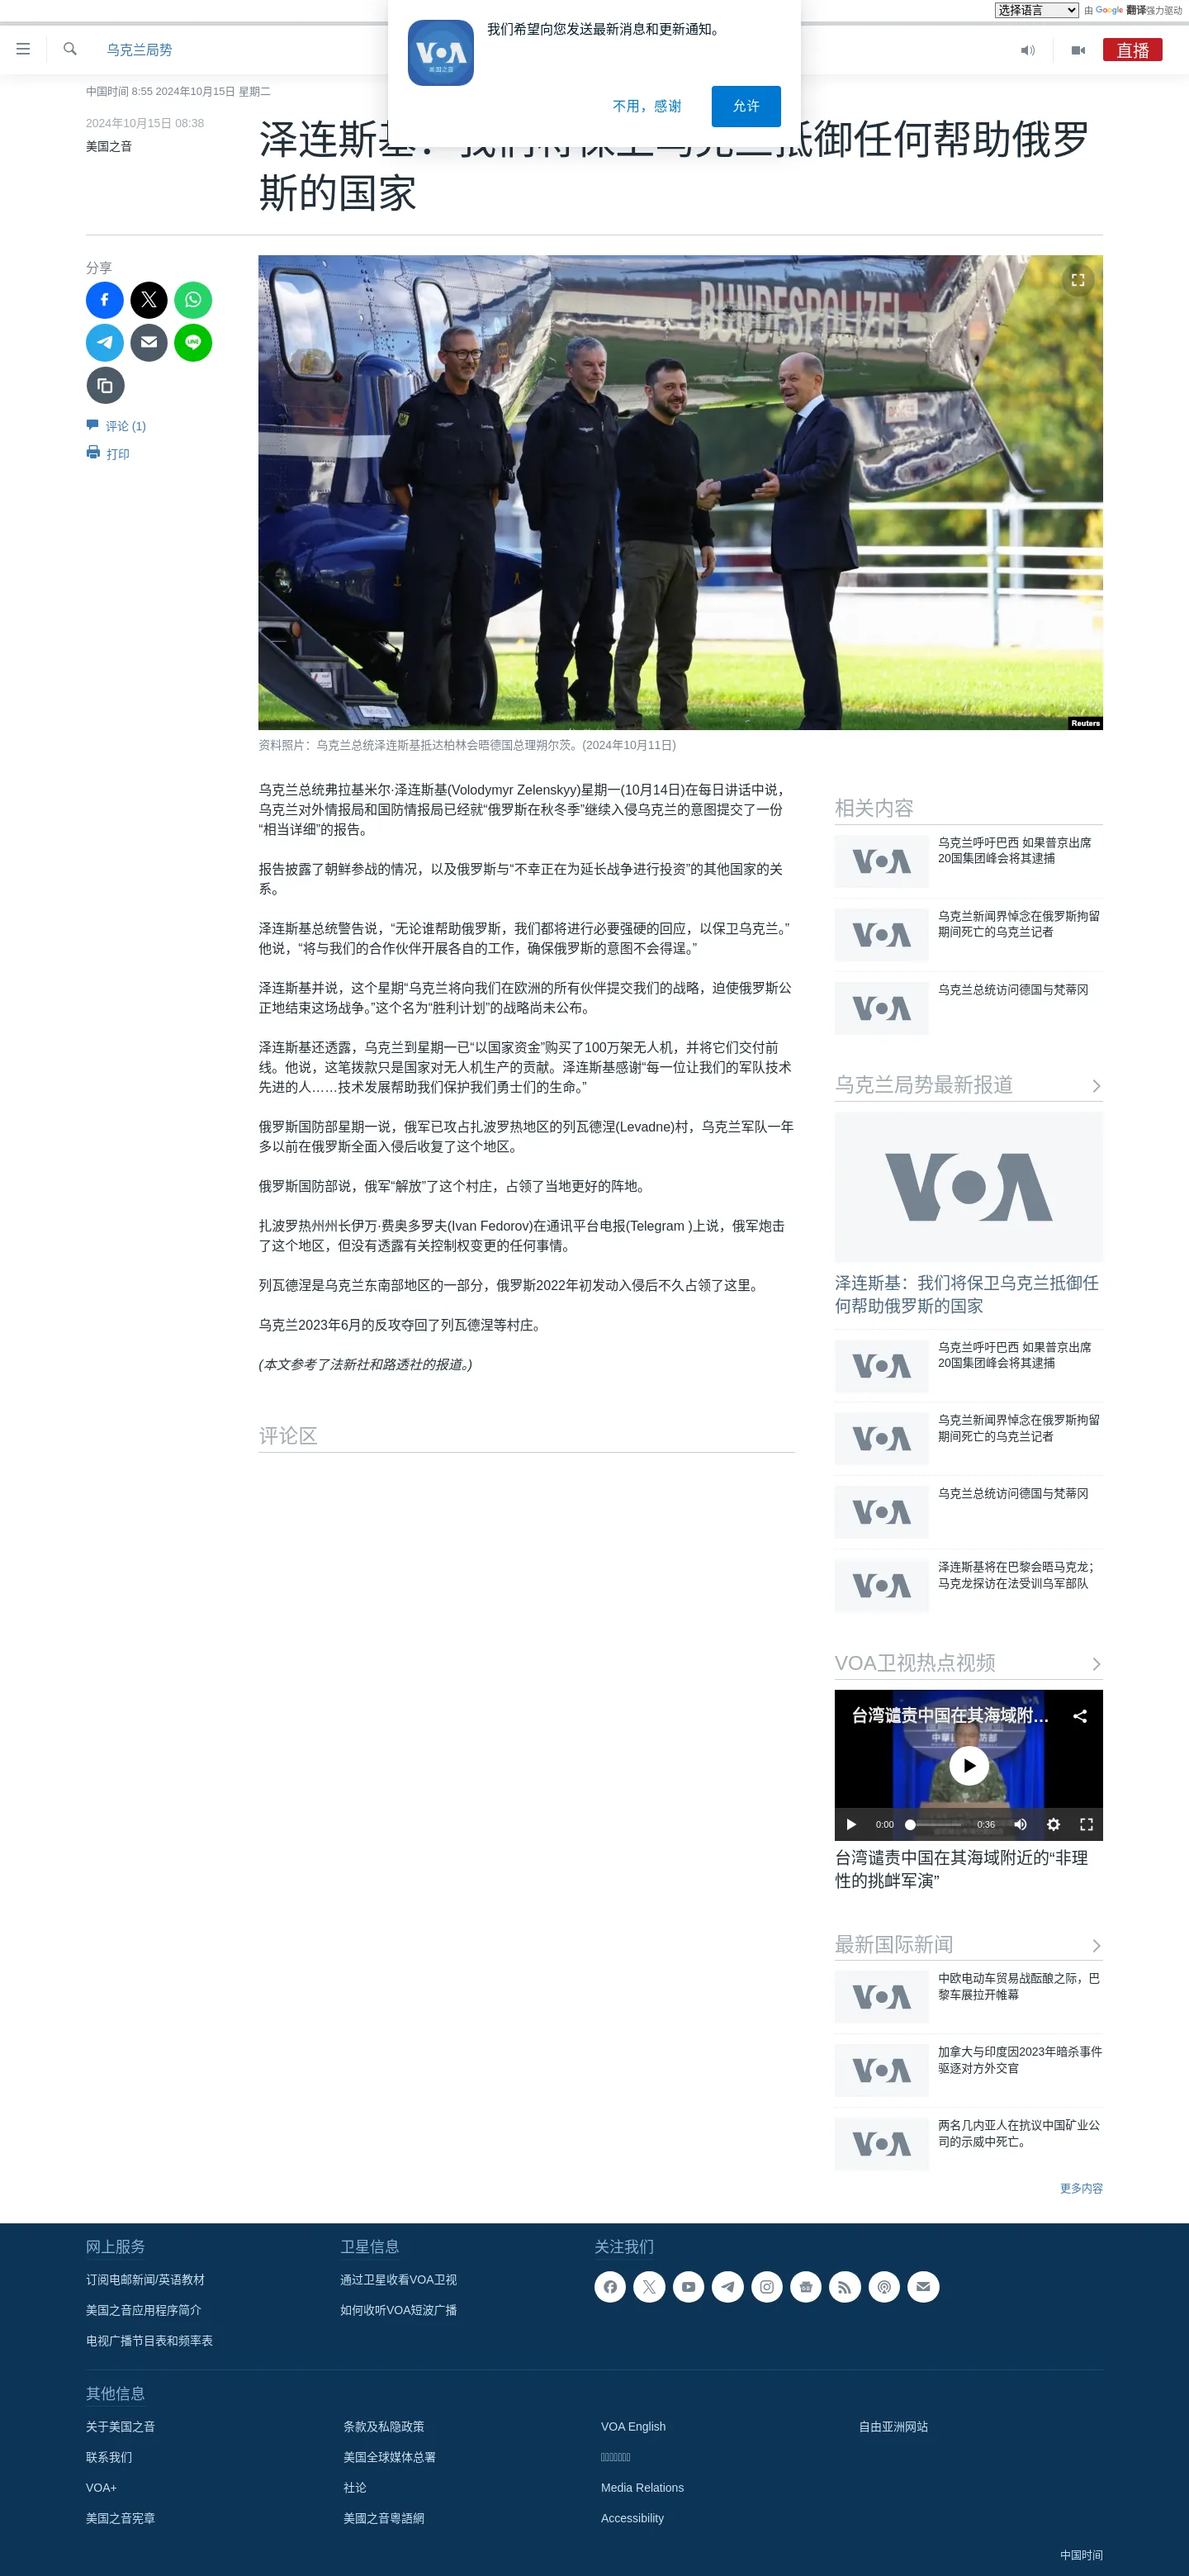 选择语言
由 Google 翻译强力驱动
我们希望向您发送最新消息和更新通知。
VOA
美国之音
不用，感谢
允许
乌克兰局势
直播
中国时间 8:55 2024年10月15日 星期二
2024年10月15日 08:38
美国之音
泽连斯基：我们将保卫乌克兰抵御任何帮助俄罗
斯的国家
分享
评论 (1)
打印
BUNDESPOLIZEI
Reuters
资料照片：乌克兰总统泽连斯基抵达柏林会晤德国总理朔尔茨。(2024年10月11日)
乌克兰总统弗拉基米尔·泽连斯基(Volodymyr Zelenskyy)星期一(10月14日)在每日讲话中说，
乌克兰对外情报局和国防情报局已经就“俄罗斯在秋冬季”继续入侵乌克兰的意图提交了一份
“相当详细”的报告。
报告披露了朝鲜参战的情况，以及俄罗斯与“不幸正在为延长战争进行投资”的其他国家的关
系。
泽连斯基总统警告说，“无论谁帮助俄罗斯，我们都将进行必要强硬的回应，以保卫乌克兰。”
他说，“将与我们的合作伙伴开展各自的工作，确保俄罗斯的意图不会得逞。”
泽连斯基并说，这个星期“乌克兰将向我们在欧洲的所有伙伴提交我们的战略，迫使俄罗斯公
正地结束这场战争。”这个名为“胜利计划”的战略尚未公布。
泽连斯基还透露，乌克兰到星期一已“以国家资金”购买了100万架无人机，并将它们交付前
线。他说，这笔拨款只是国家对无人机生产的贡献。泽连斯基感谢“每一位让我们的军队技术
先进的人……技术发展帮助我们保护我们勇士们的生命。”
俄罗斯国防部星期一说，俄军已攻占扎波罗热地区的列瓦德涅(Levadne)村，乌克兰军队一年
多以前在俄罗斯全面入侵后收复了这个地区。
俄罗斯国防部说，俄军“解放”了这个村庄，占领了当地更好的阵地。
扎波罗热州州长伊万·费奥多罗夫(Ivan Fedorov)在通讯平台电报(Telegram )上说，俄军炮击
了这个地区，但没有透露有关控制权变更的任何事情。
列瓦德涅是乌克兰东南部地区的一部分，俄罗斯2022年初发动入侵后不久占领了这里。
乌克兰2023年6月的反攻夺回了列瓦德涅等村庄。
(本文参考了法新社和路透社的报道。)
评论区
相关内容
VOA
乌克兰呼吁巴西 如果普京出席
20国集团峰会将其逮捕
VOA
乌克兰新闻界悼念在俄罗斯拘留
期间死亡的乌克兰记者
VOA
乌克兰总统访问德国与梵蒂冈
乌克兰局势最新报道
VOA
泽连斯基：我们将保卫乌克兰抵御任
何帮助俄罗斯的国家
VOA
乌克兰呼吁巴西 如果普京出席
20国集团峰会将其逮捕
VOA
乌克兰新闻界悼念在俄罗斯拘留
期间死亡的乌克兰记者
VOA
乌克兰总统访问德国与梵蒂冈
VOA
泽连斯基将在巴黎会晤马克龙；
马克龙探访在法受训乌军部队
VOA卫视热点视频
台湾谴责中国在其海域附...
0:00
0:36
台湾谴责中国在其海域附近的“非理
性的挑衅军演”
最新国际新闻
VOA
中欧电动车贸易战酝酿之际，巴
黎车展拉开帷幕
VOA
加拿大与印度因2023年暗杀事件
驱逐对方外交官
VOA
两名几内亚人在抗议中国矿业公
司的示威中死亡。
更多内容
网上服务
订阅电邮新闻/英语教材
美国之音应用程序简介
电视广播节目表和频率表
卫星信息
通过卫星收看VOA卫视
如何收听VOA短波广播
关注我们
其他信息
关于美国之音
联系我们
VOA+
美国之音宪章
条款及私隐政策
美国全球媒体总署
社论
美國之音粵語網
VOA English
Media Relations
Accessibility
自由亚洲网站
中国时间